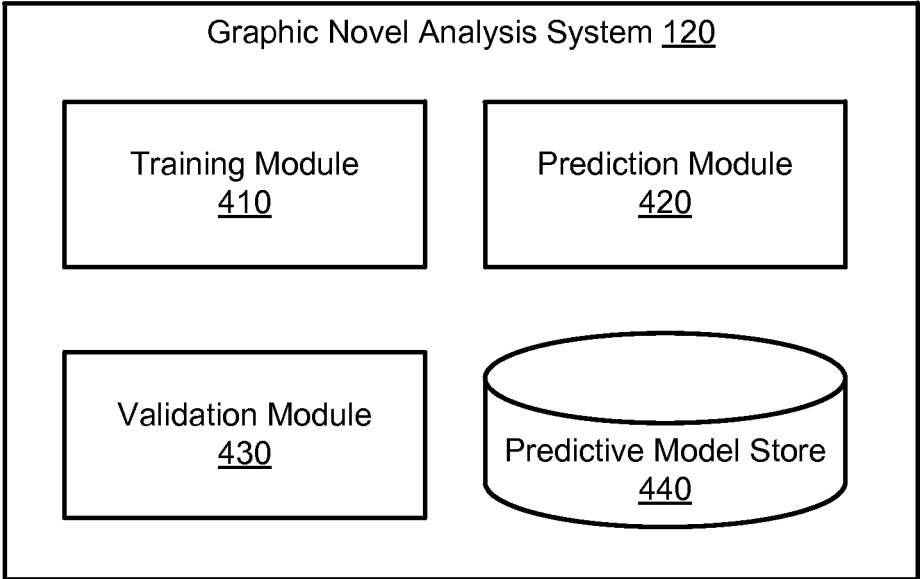 Graphic Novel Analysis System 120
Training Module
410
Prediction Module
420
Validation Module
430
Predictive Model Store
440